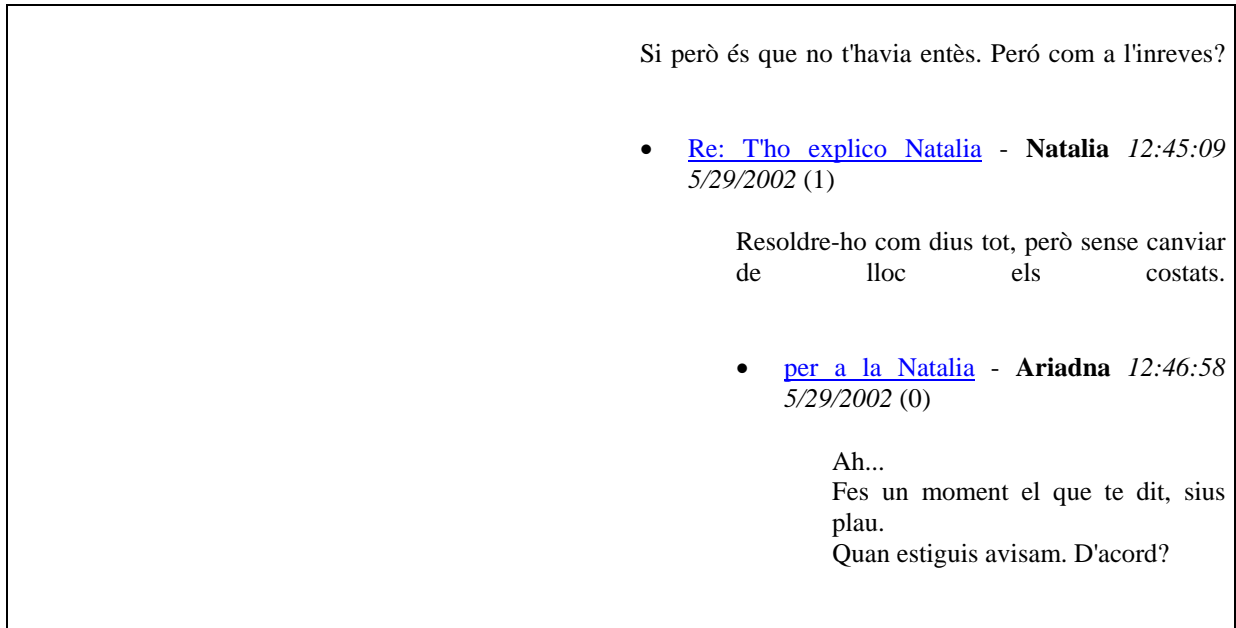 Si però és que no t'havia entès. Peró com a l'inreves?
• Re: T'ho explico Natalia - Natalia 12:45:09
5/29/2002 (1)
Resoldre-ho com dius tot, però sense canviar
de lloc els costats.
• per a la Natalia - Ariadna 12:46:58
5/29/2002 (0)
Ah...
Fes un moment el que te dit, sius
plau.
Quan estiguis avisam. D'acord?